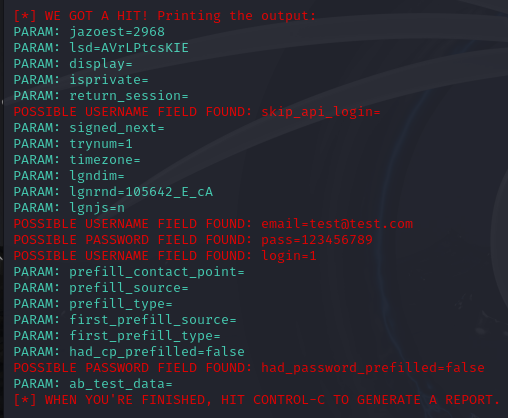 [*] WE GOT A HIT! Printing the output:
PARAM: jazoest=2968
PARAM: lsd=AVrLPtcsKIE
PARAM: display=
PARAM: isprivate=
PARAM: return_session=
POSSIBLE USERNAME FIELD FOUND: skip_api_login=
PARAM: signed_next=
PARAM: trynum=1
PARAM: timezone=
PARAM: lgndim=
PARAM: lgnrnd=105642_E_cA
PARAM: lgnjs=n
POSSIBLE USERNAME FIELD FOUND: email=test@test.com
POSSIBLE PASSWORD FIELD FOUND: pass=123456789
POSSIBLE USERNAME FIELD FOUND: login=1
PARAM: prefill_contact_point=
PARAM: prefill_source=
PARAM: prefill_type=
PARAM: first_prefill_source=
PARAM: first_prefill_type=
PARAM: had_cp_prefilled=false
POSSIBLE PASSWORD FIELD FOUND: had_password_prefilled=false
PARAM: ab_test_data=
[*] WHEN YOU'RE FINISHED, HIT CONTROL-C TO GENERATE A REPORT.